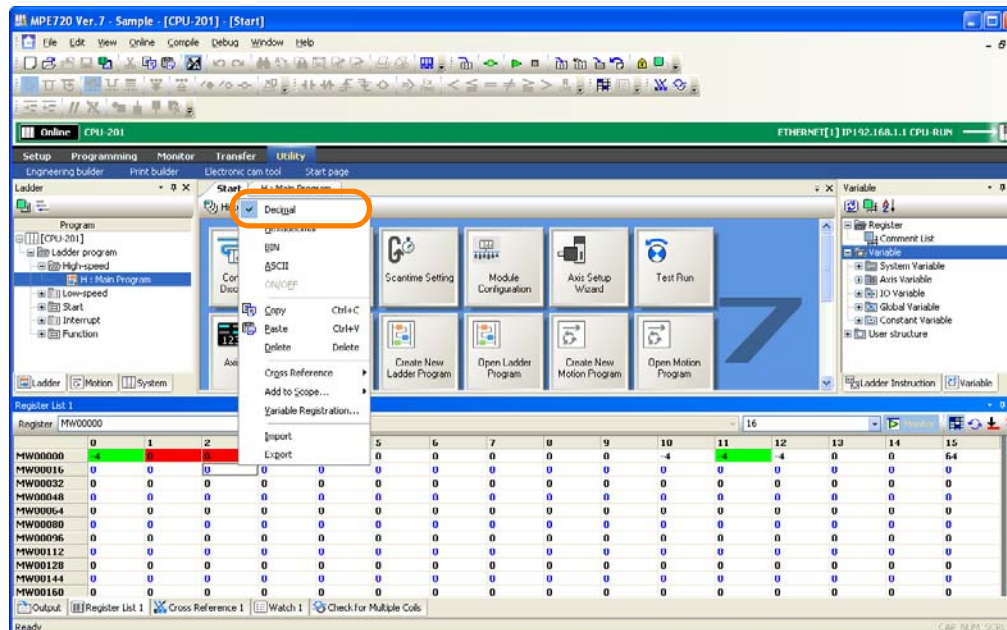 MPE720 Ver.7 - Sample - [CPU-201] - [Start]
File Edit View Online Compile Debug Window Help
Online CPU-201 ETHERNET[1] IP192.168.1.1 CPU-RUN
Setup Programming Monitor Transfer Utility
Engineering builder Print builder Electronic cam tool Start page
Ladder
Program
[CPU-201]
Ladder program
High-speed
H : Main Program
Low-speed
Start
Interrupt
Function
Ladder Motion System
Start H : Main Program
Decimal
Hexadecimal
BIN
ASCII
ON/OFF
Copy Ctrl+C
Paste Ctrl+V
Delete Delete
Cross Reference
Add to Scope...
Variable Registration...
Import
Export
Scantime Setting
Module Configuration
Axis Setup Wizard
Test Run
Create New Ladder Program
Open Ladder Program
Create New Motion Program
Open Motion Program
7
Variable
Register
Comment List
Variable
System Variable
Axis Variable
IO Variable
Global Variable
Constant Variable
User structure
Ladder Instruction Variable
Register List 1
Register MW00000 16 Monitor
0 1 2 5 6 7 8 9 10 11 12 13 14 15
MW00000 -4 0 0 0 0 0 0 0 -4 -4 -4 0 0 64
MW00016 0 0 0 0 0 0 0 0 0 0 0 0 0 0 0 0
MW00032 0 0 0 0 0 0 0 0 0 0 0 0 0 0 0 0
MW00048 0 0 0 0 0 0 0 0 0 0 0 0 0 0 0 0
MW00064 0 0 0 0 0 0 0 0 0 0 0 0 0 0 0 0
MW00080 0 0 0 0 0 0 0 0 0 0 0 0 0 0 0 0
MW00096 0 0 0 0 0 0 0 0 0 0 0 0 0 0 0 0
MW00112 0 0 0 0 0 0 0 0 0 0 0 0 0 0 0 0
MW00128 0 0 0 0 0 0 0 0 0 0 0 0 0 0 0 0
MW00144 0 0 0 0 0 0 0 0 0 0 0 0 0 0 0 0
MW00160 0 0 0 0 0 0 0 0 0 0 0 0 0 0 0 0
Output Register List 1 Cross Reference 1 Watch 1 Check for Multiple Coils
Ready CAP NUM SCRL